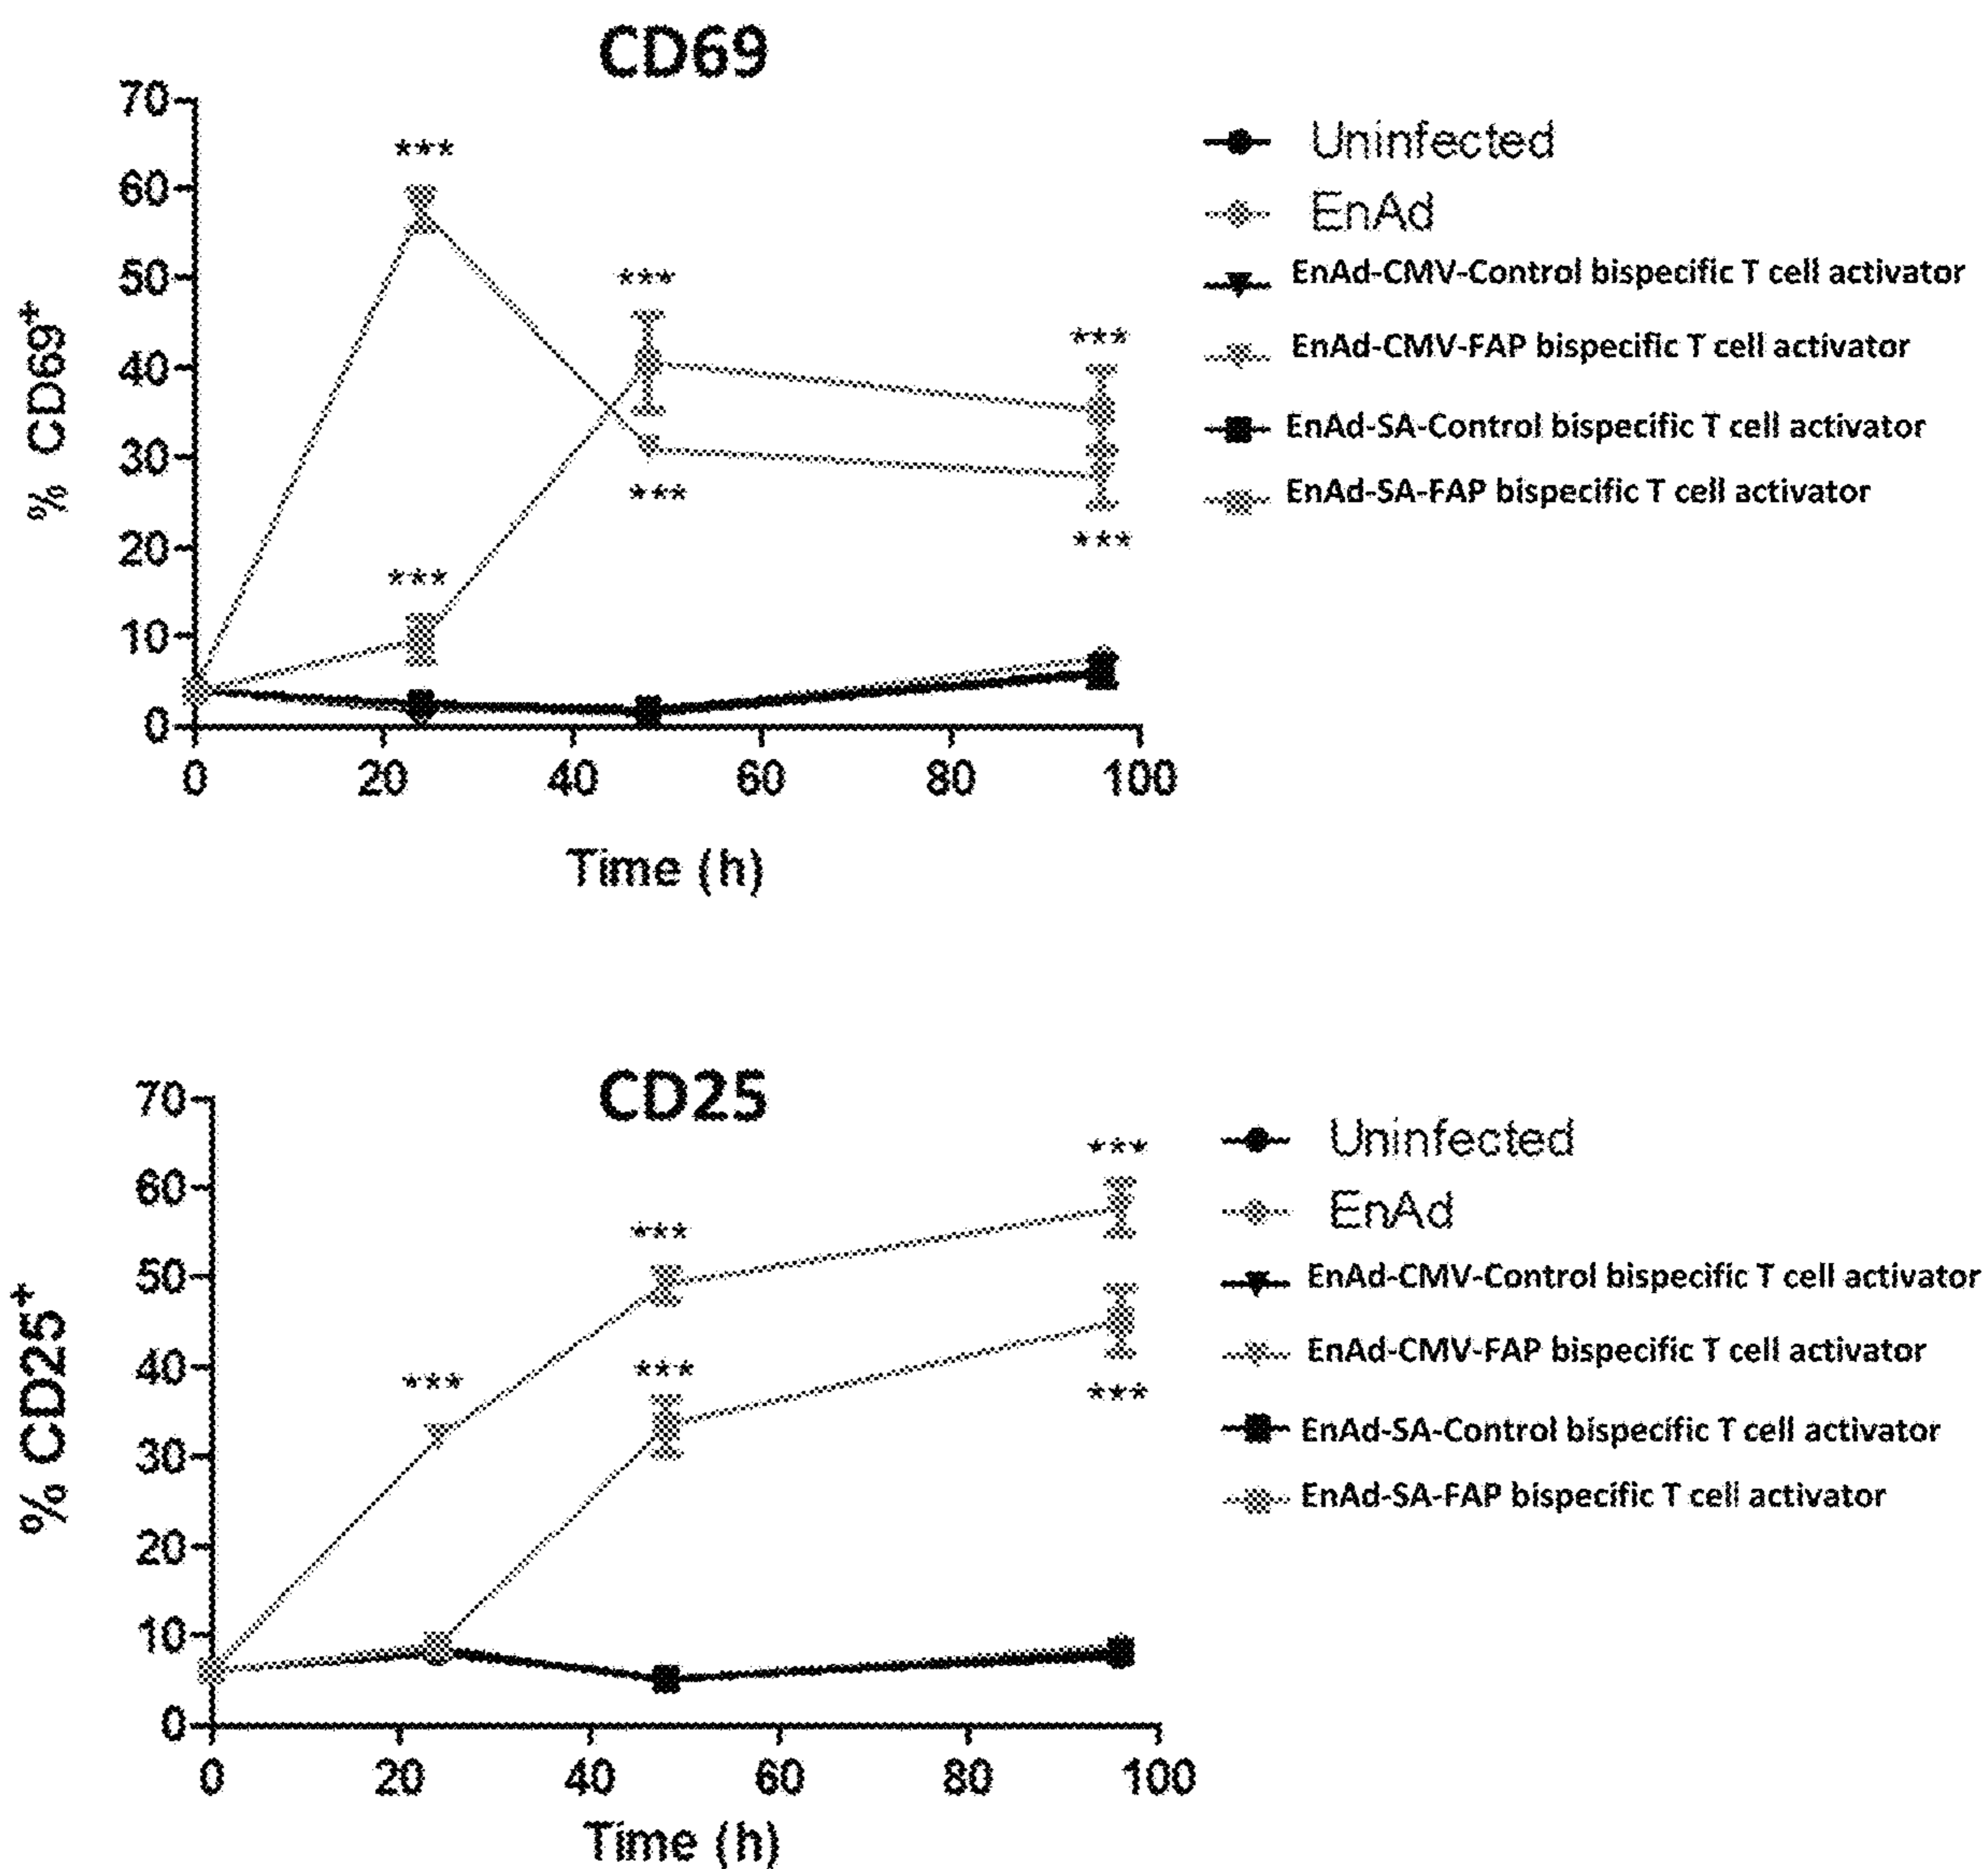 CD69
70
60
50
40
30
20
10
0
% CD69+
***
***
***
***
***
***
0 20 40 60 80 100
Time (h)
Uninfected
EnAd
EnAd-CMV-Control bispecific T cell activator
EnAd-CMV-FAP bispecific T cell activator
EnAd-SA-Control bispecific T cell activator
EnAd-SA-FAP bispecific T cell activator
CD25
70
60
50
40
30
20
10
0
% CD25+
***
***
***
***
***
0 20 40 60 80 100
Time (h)
Uninfected
EnAd
EnAd-CMV-Control bispecific T cell activator
EnAd-CMV-FAP bispecific T cell activator
EnAd-SA-Control bispecific T cell activator
EnAd-SA-FAP bispecific T cell activator